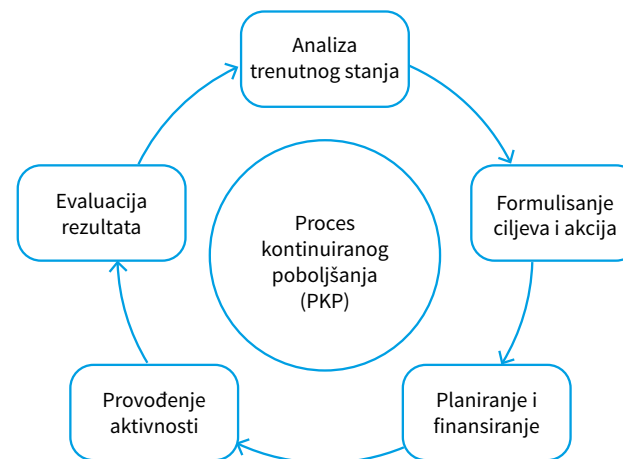 Analiza
trenutnog stanja
Formulisanje
ciljeva i akcija
Planiranje i
finansiranje
Provođenje
aktivnosti
Evaluacija
rezultata
Proces
kontinuiranog
poboljšanja
(PKP)